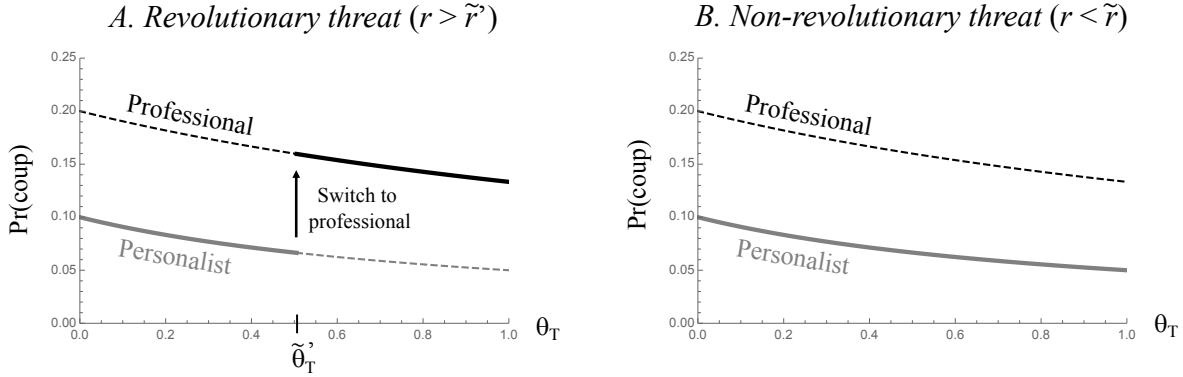 A. Revolutionary threat (r > r̃’)
Pr(coup)
0.25
0.20
0.15
0.10
0.05
0.00
Professional
Switch to
professional
Personalist
0.0 0.2 0.4 0.6 0.8 1.0
θ_T
θ̃_T’
B. Non-revolutionary threat (r < r̃)
Pr(coup)
0.25
0.20
0.15
0.10
0.05
0.00
Professional
Personalist
0.0 0.2 0.4 0.6 0.8 1.0
θ_T